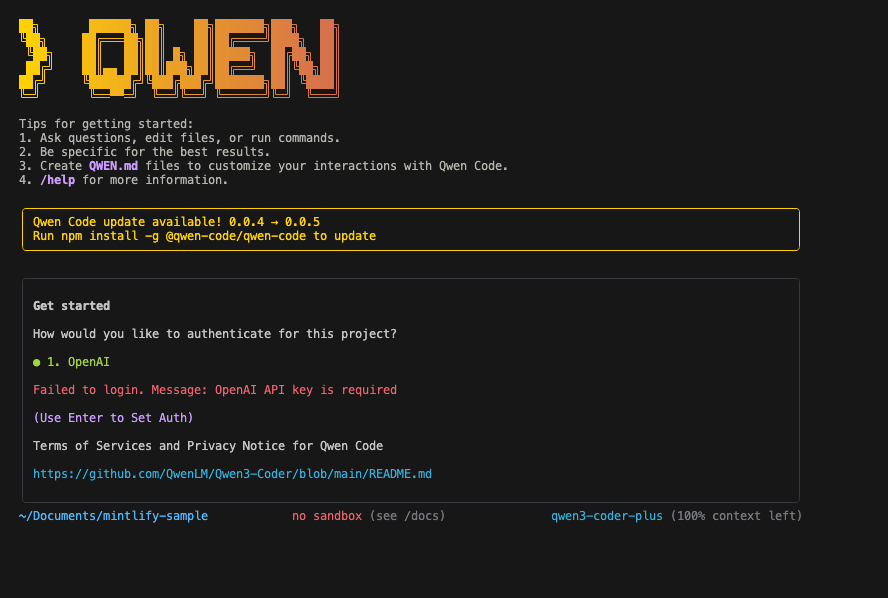 > QWEN
Tips for getting started:
1. Ask questions, edit files, or run commands.
2. Be specific for the best results.
3. Create QWEN.md files to customize your interactions with Qwen Code.
4. /help for more information.
Qwen Code update available! 0.0.4 → 0.0.5
Run npm install -g @qwen-code/qwen-code to update
Get started
How would you like to authenticate for this project?
● 1. OpenAI
Failed to login. Message: OpenAI API key is required
(Use Enter to Set Auth)
Terms of Services and Privacy Notice for Qwen Code
https://github.com/QwenLM/Qwen3-Coder/blob/main/README.md
~/Documents/mintlify-sample no sandbox (see /docs) qwen3-coder-plus (100% context left)